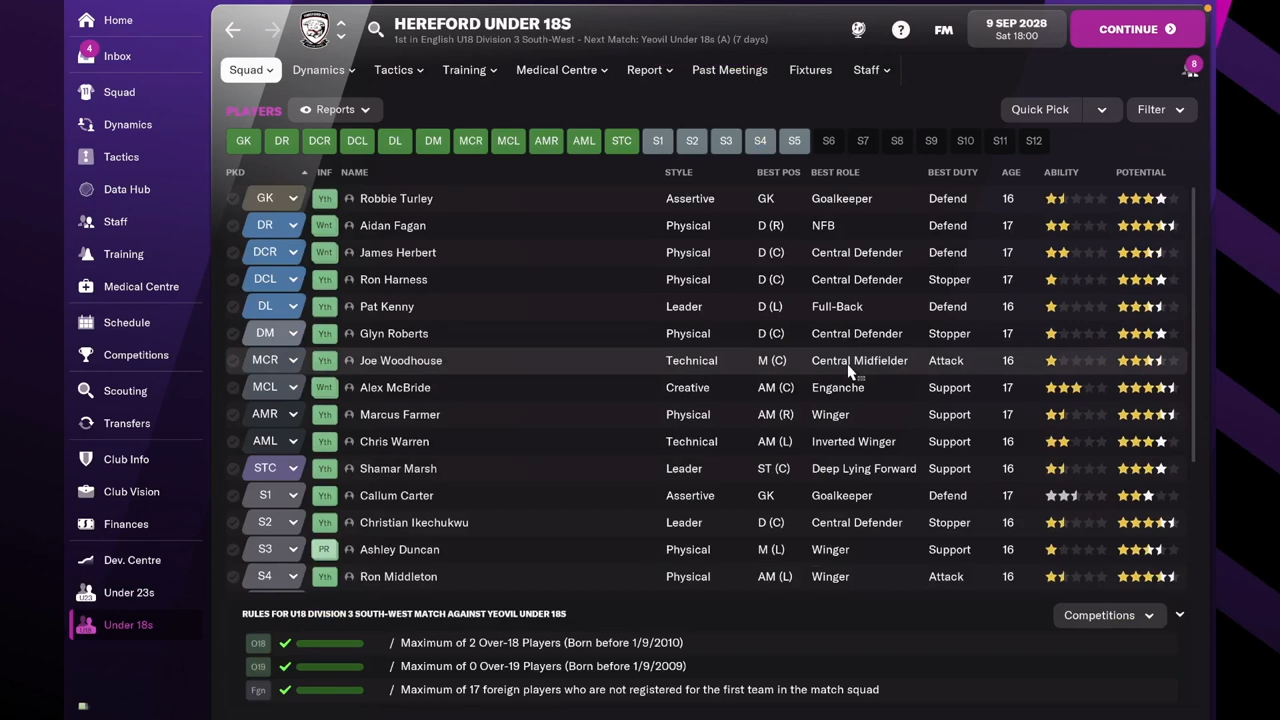 Home
HEREFORD UNDER 18S
1st in English U18 Division 3 South-West - Next Match: Yeovil Under 18s (A) (7 days)
FM
9 SEP 2028
Sat 18:00
CONTINUE
4
Inbox
Squad
Dynamics
Tactics
Training
Medical Centre
Report
Past Meetings
Fixtures
Staff
8
Squad
Dynamics
Tactics
Data Hub
Staff
Training
Medical Centre
Schedule
Competitions
Scouting
Transfers
Club Info
Club Vision
Finances
Dev. Centre
U23 Under 23s
U18 Under 18s
PLAYERS Reports Quick Pick Filter
GK DR DCR DCL DL DM MCR MCL AMR AML STC S1 S2 S3 S4 S5 S6 S7 S8 S9 S10 S11 S12
PKD INF NAME STYLE BEST POS BEST ROLE BEST DUTY AGE ABILITY POTENTIAL
GK Yth Robbie Turley Assertive GK Goalkeeper Defend 16
DR Wnt Aidan Fagan Physical D (R) NFB Defend 17
DCR Wnt James Herbert Physical D (C) Central Defender Defend 17
DCL Yth Ron Harness Physical D (C) Central Defender Stopper 17
DL Yth Pat Kenny Leader D (L) Full-Back Defend 16
DM Yth Glyn Roberts Physical D (C) Central Defender Stopper 17
MCR Yth Joe Woodhouse Technical M (C) Central Midfielder Attack 16
MCL Wnt Alex McBride Creative AM (C) Enganche Support 17
AMR Yth Marcus Farmer Physical AM (R) Winger Support 17
AML Yth Chris Warren Technical AM (L) Inverted Winger Support 16
STC Yth Shamar Marsh Leader ST (C) Deep Lying Forward Support 16
S1 Yth Callum Carter Assertive GK Goalkeeper Defend 17
S2 Yth Christian Ikechukwu Leader D (C) Central Defender Stopper 16
S3 PR Ashley Duncan Physical M (L) Winger Support 16
S4 Yth Ron Middleton Physical AM (L) Winger Attack 16
RULES FOR U18 DIVISION 3 SOUTH-WEST MATCH AGAINST YEOVIL UNDER 18S Competitions
O18 / Maximum of 2 Over-18 Players (Born before 1/9/2010)
O19 / Maximum of 0 Over-19 Players (Born before 1/9/2009)
Fgn / Maximum of 17 foreign players who are not registered for the first team in the match squad